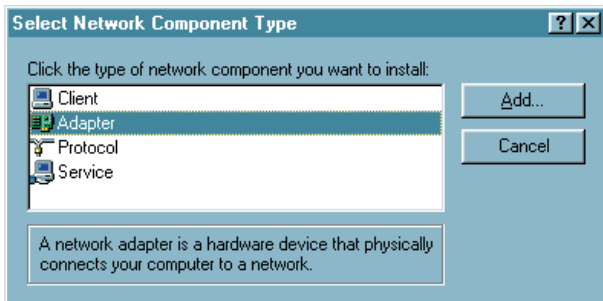 Select Network Component Type
Click the type of network component you want to install:
Client
Adapter
Protocol
Service
Add...
Cancel
A network adapter is a hardware device that physically
connects your computer to a network.